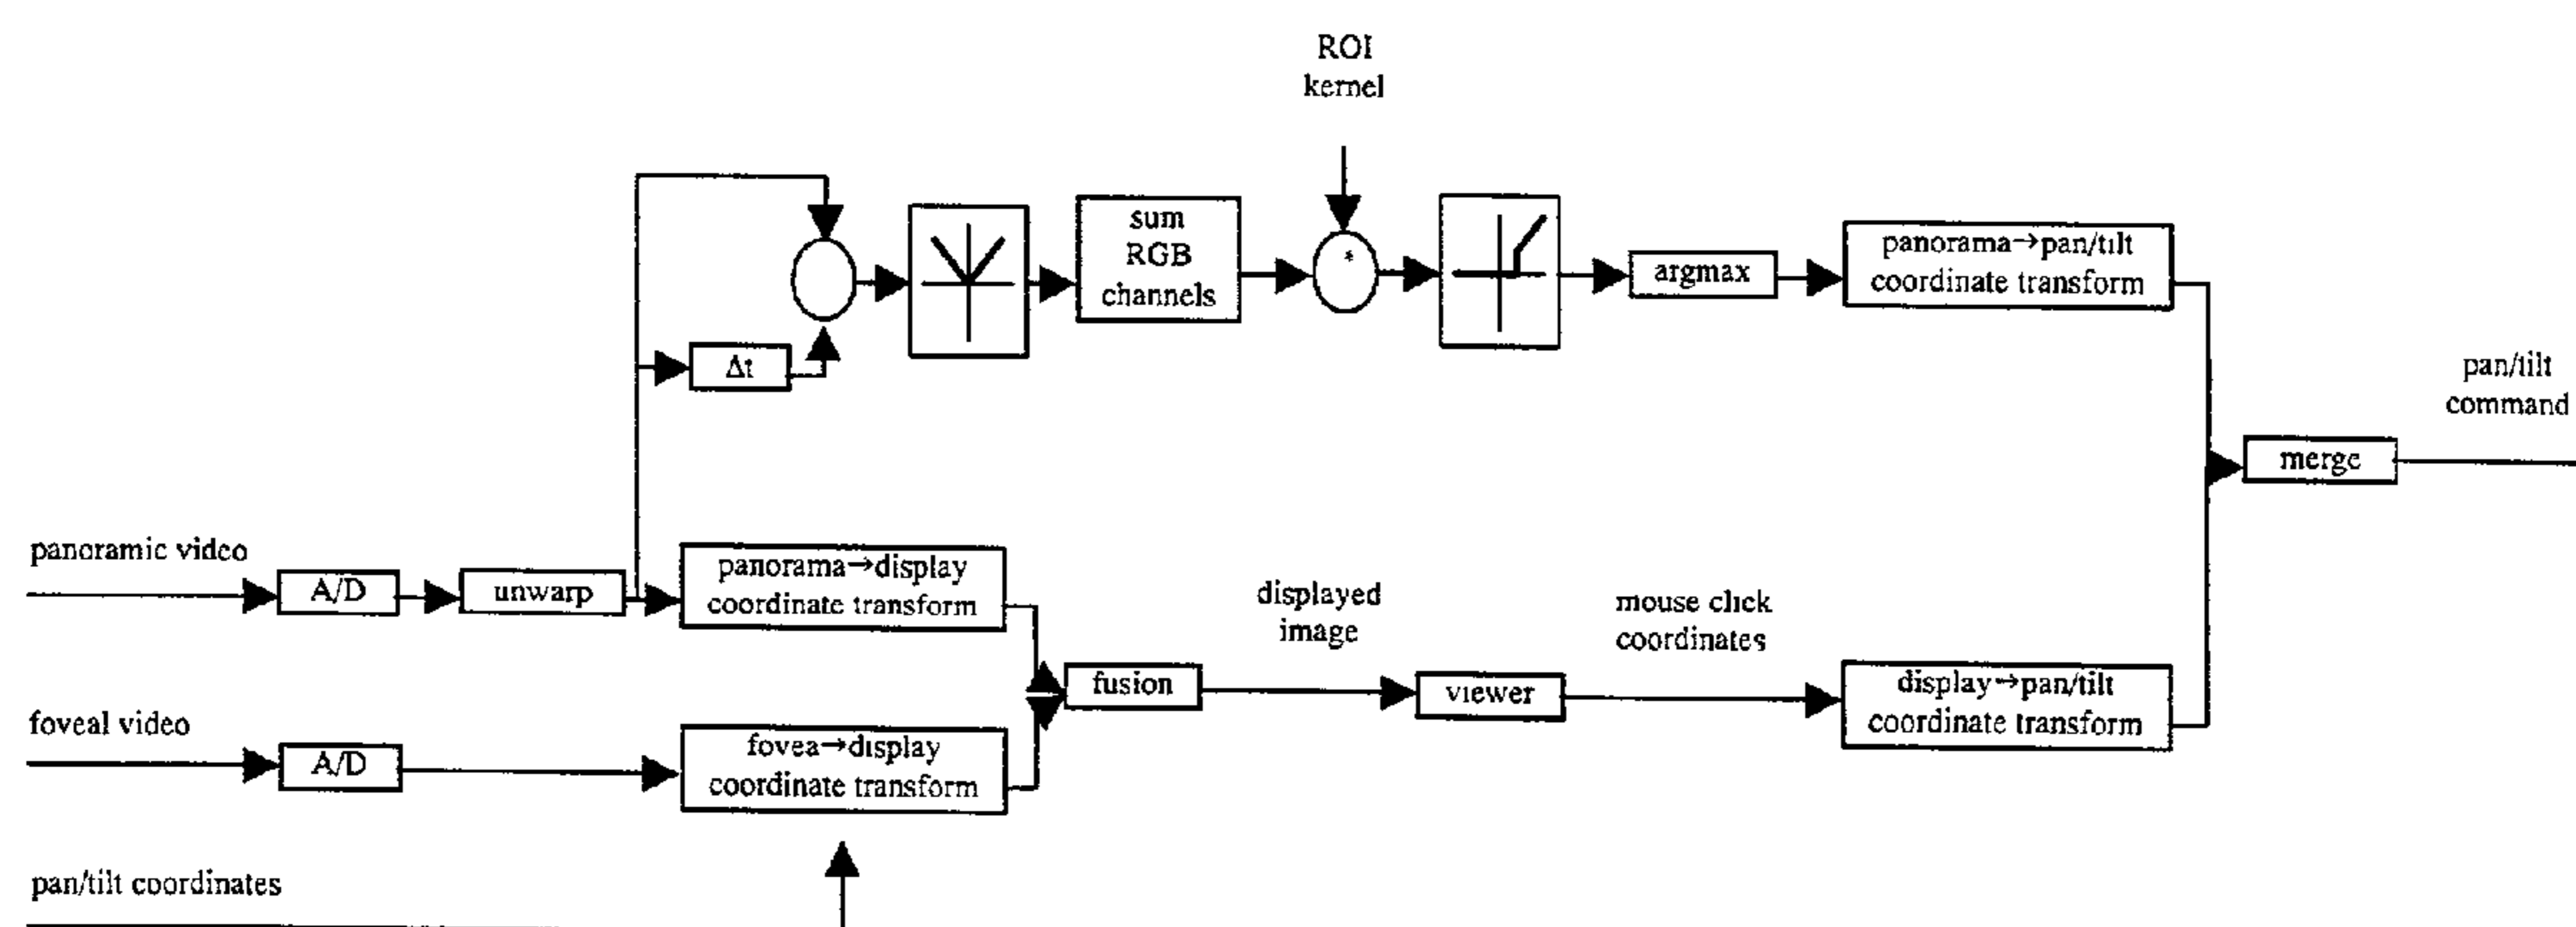 ROI
kernel
sum
RGB
channels
*
argmax
panorama→pan/tilt
coordinate transform
Δt
pan/tilt
command
merge
panoramic video
A/D
unwarp
panorama→display
coordinate transform
displayed
image
mouse click
coordinates
fusion
viewer
display→pan/tilt
coordinate transform
foveal video
A/D
fovea→display
coordinate transform
pan/tilt coordinates